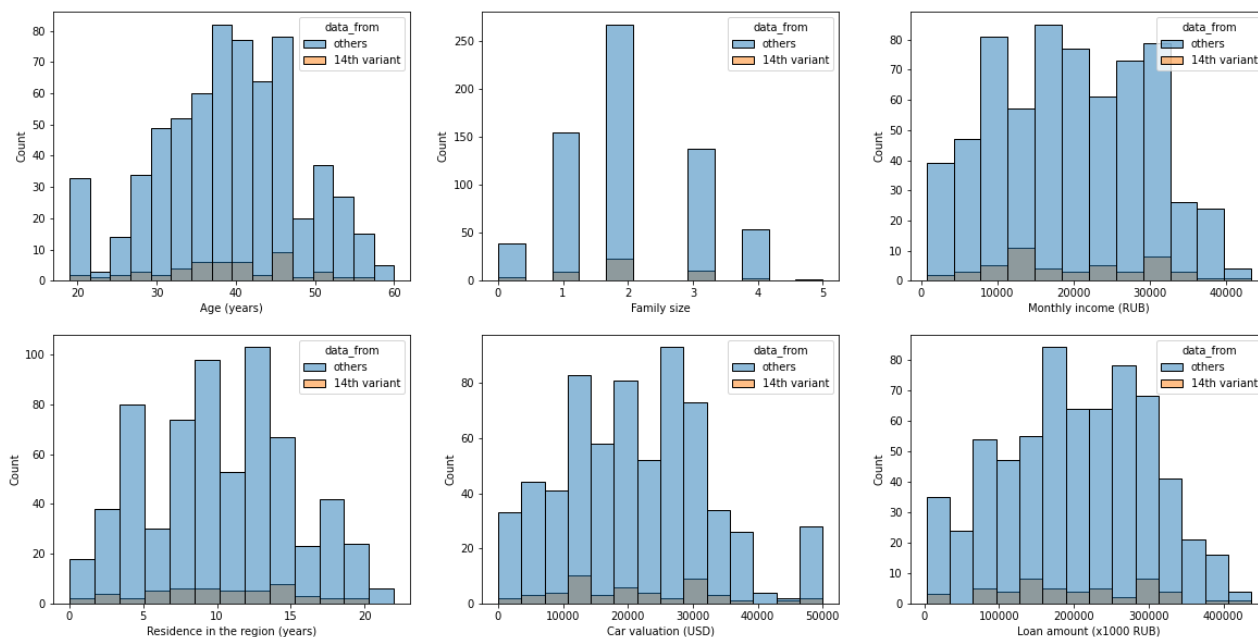 data_from
others
14th variant
80
70
60
50
40
30
20
10
0
Count
20 30 40 50 60
Age (years)
data_from
others
14th variant
250
200
150
100
50
0
Count
0 1 2 3 4 5
Family size
data_from
others
14th variant
80
60
40
20
0
Count
0 10000 20000 30000 40000
Monthly income (RUB)
data_from
others
14th variant
100
80
60
40
20
0
Count
0 5 10 15 20
Residence in the region (years)
data_from
others
14th variant
80
60
40
20
0
Count
0 10000 20000 30000 40000 50000
Car valuation (USD)
data_from
others
14th variant
80
70
60
50
40
30
20
10
0
Count
100000 200000 300000 400000
Loan amount (x1000 RUB)